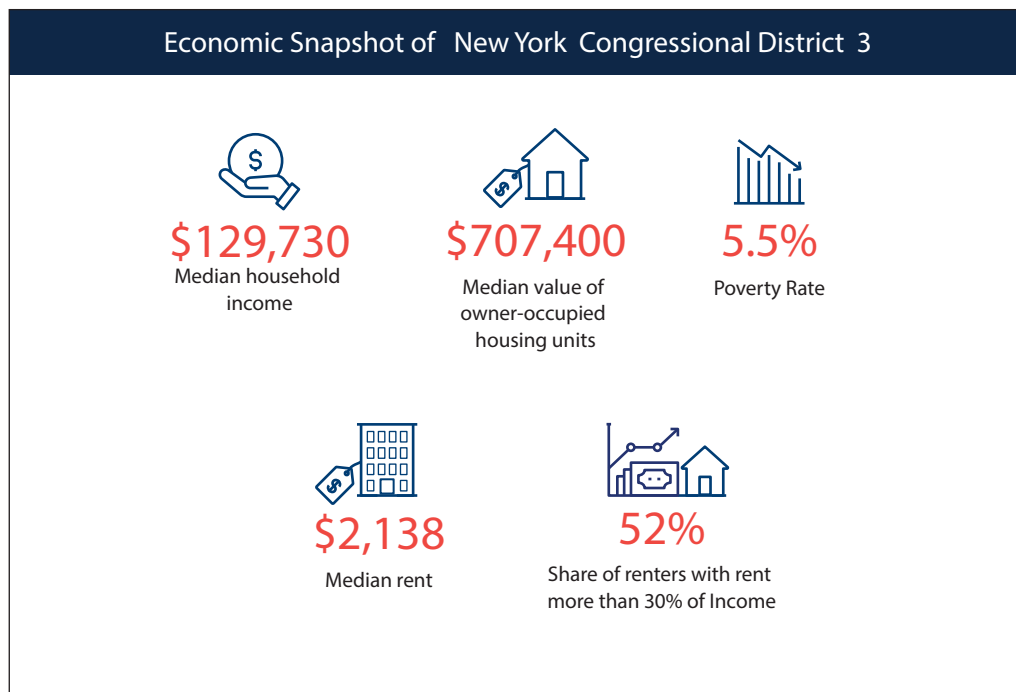 Economic Snapshot of New York Congressional District 3
$
$129,730
Median household
income
$
$707,400
Median value of
owner-occupied
housing units
5.5%
Poverty Rate
$
$2,138
Median rent
52%
Share of renters with rent
more than 30% of Income